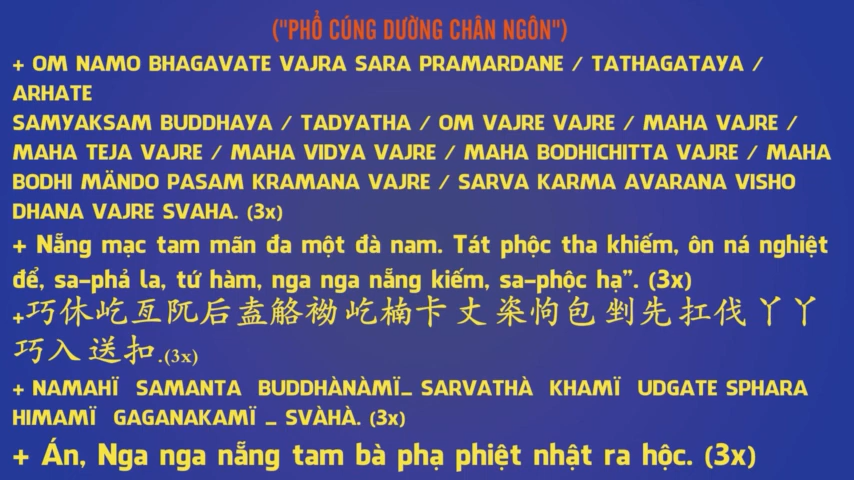 ("PHỔ CÚNG DƯỜNG CHÂN NGÔN")
+ OM NAMO BHAGAVATE VAJRA SARA PRAMARDANE / TATHAGATAYA /
ARHATE
SAMYAKSAM BUDDHAYA / TADYATHA / OM VAJRE VAJRE / MAHA VAJRE /
MAHA TEJA VAJRE / MAHA VIDYA VAJRE / MAHA BODHICHITTA VAJRE / MAHA
BODHI MÄNDO PASAM KRAMANA VAJRE / SARVA KARMA AVARANA VISHO
DHANA VAJRE SVAHA. (3x)
+ Nẵng mạc tam mãn đa một đà nam. Tát phộc tha khiếm, ôn ná nghiệt
để, sa-phả la, tứ hàm, nga nga nẵng kiếm, sa-phộc hạ”. (3x)
+巧休屹亙阢后盍觡袎屹楠卡丈楶怐包剉先扛伐丫丫
巧入送扣.(3x)
+ NAMAHÏ SAMANTA BUDDHÀNÀMÏ_ SARVATHÀ KHAMÏ UDGATE SPHARA
HIMAMÏ GAGANAKAMÏ _ SVÀHÀ. (3x)
+ Án, Nga nga nẵng tam bà phạ phiệt nhật ra hộc. (3x)